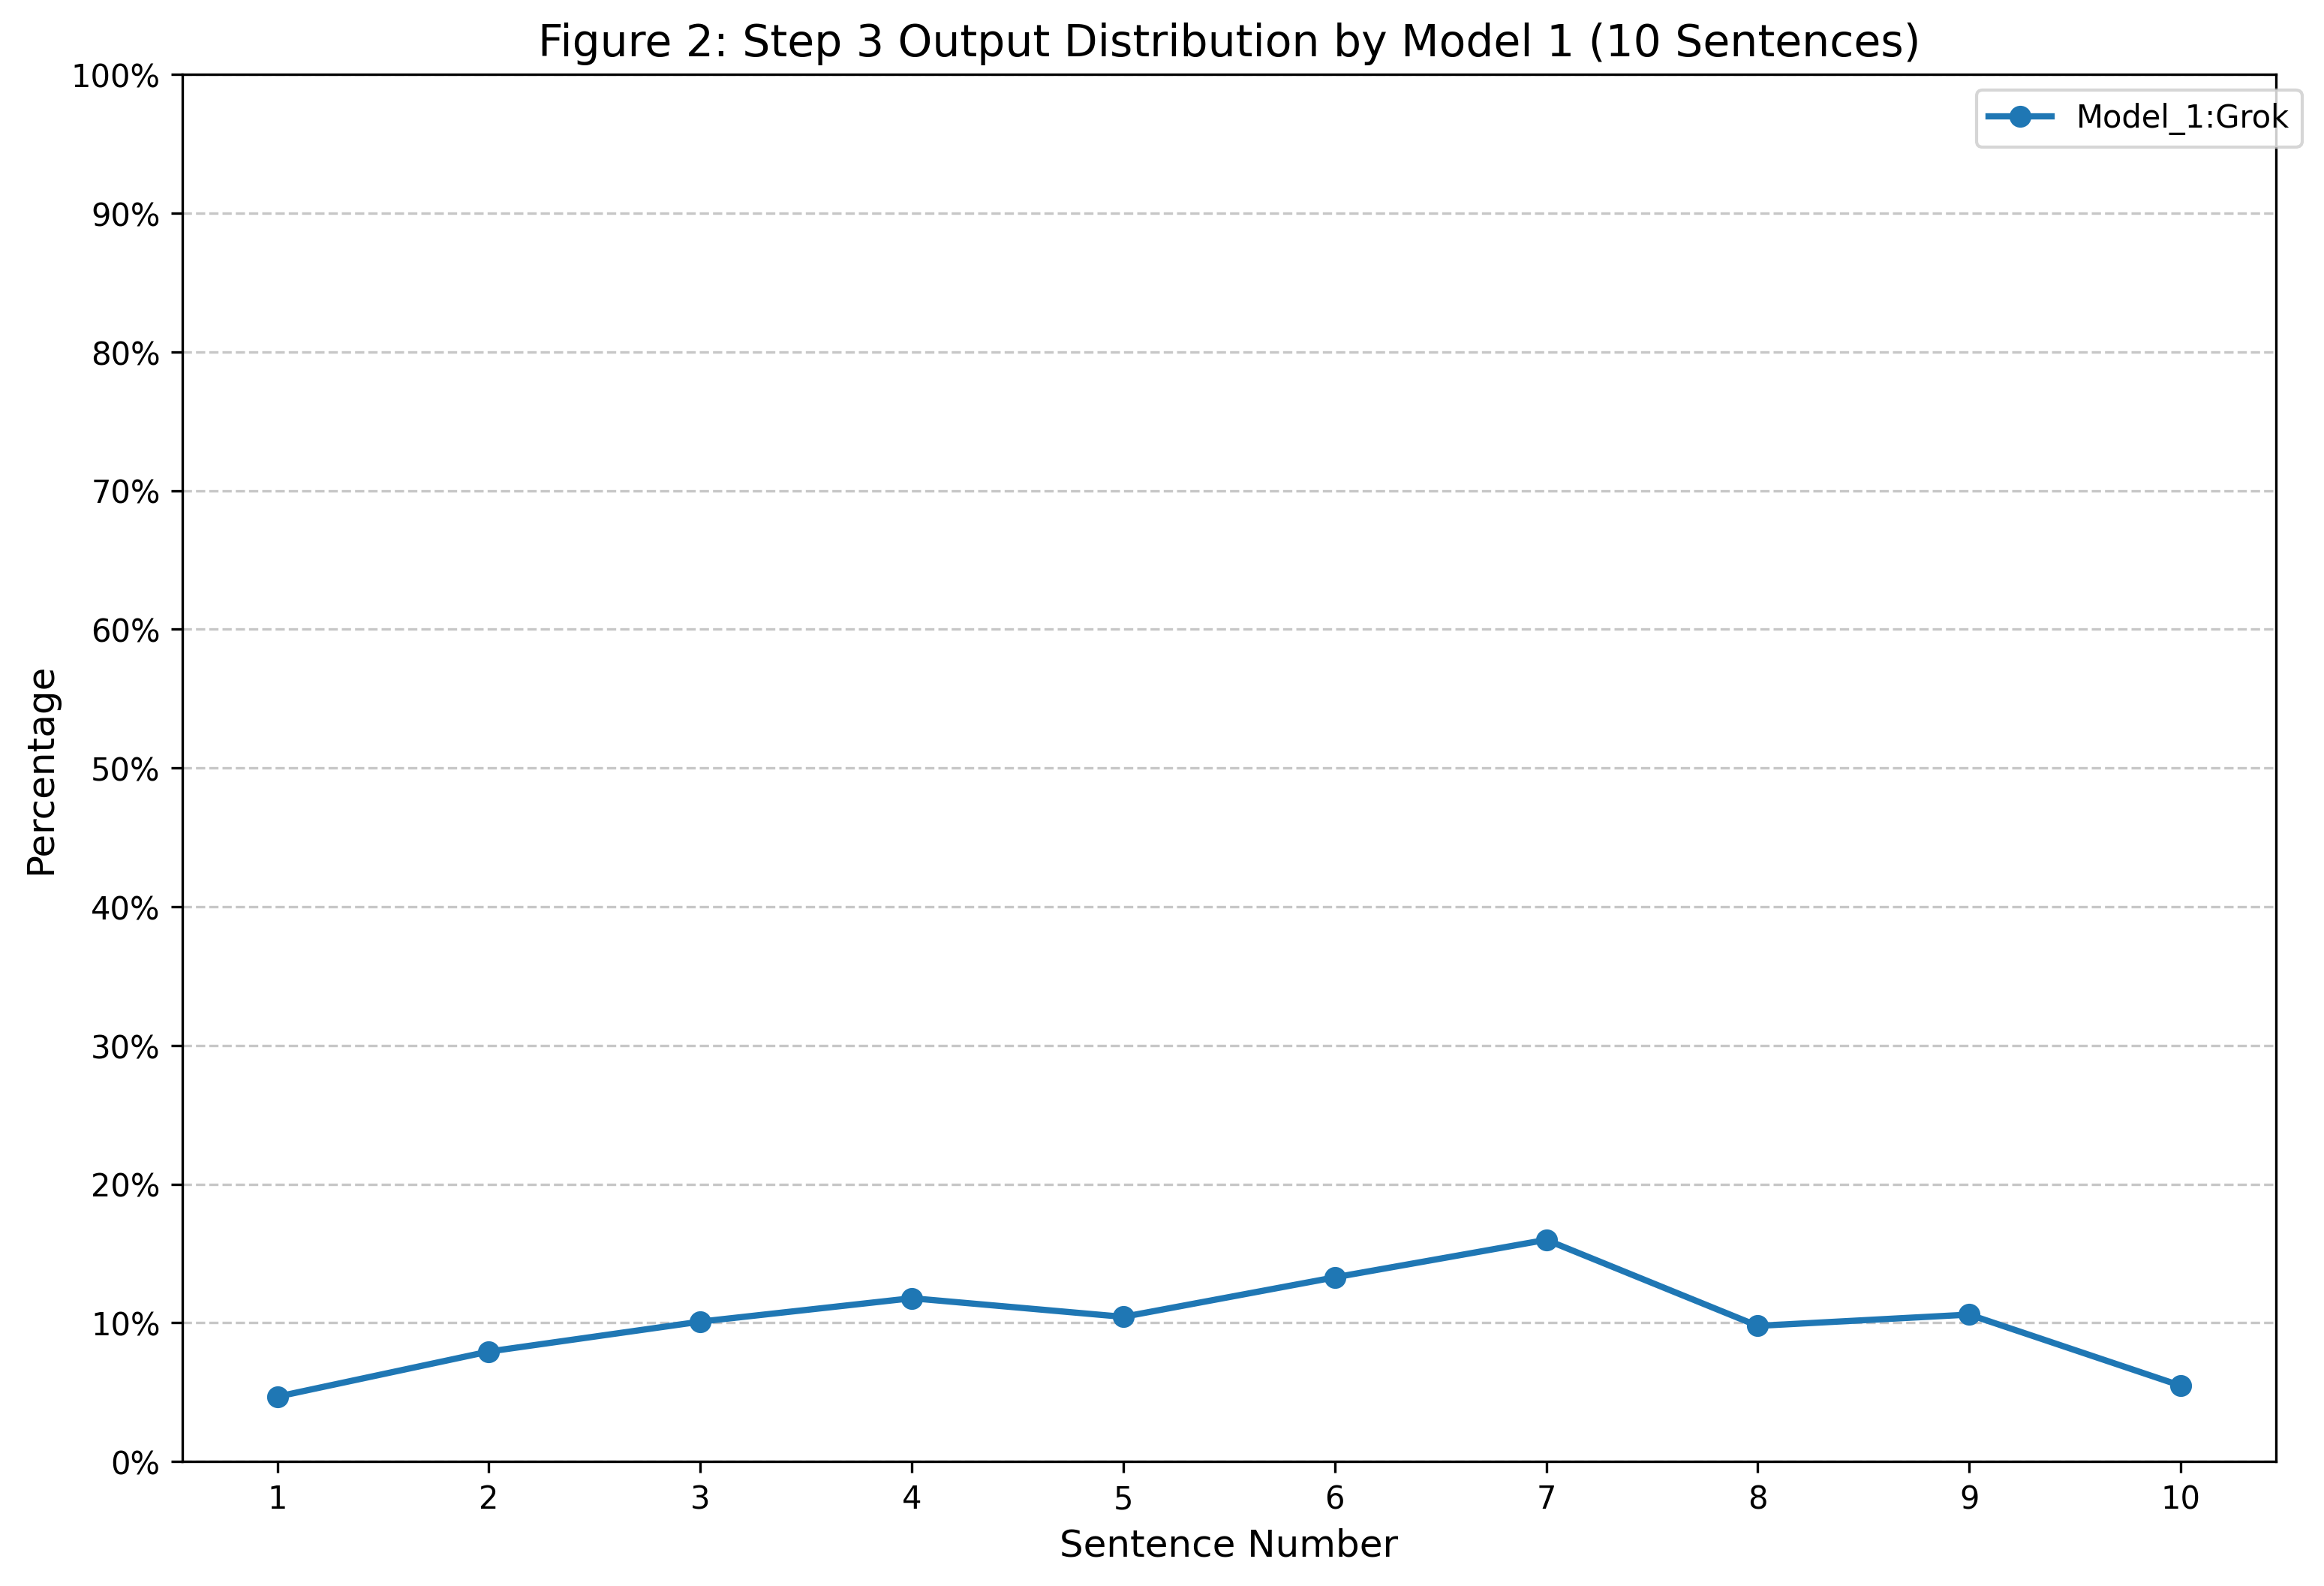 Figure 2: Step 3 Output Distribution by Model 1 (10 Sentences)
100%
Model_1:Grok
90%
80%
70%
60%
50%
40%
30%
20%
10%
0%
Percentage
1 2 3 4 5 6 7 8 9 10
Sentence Number